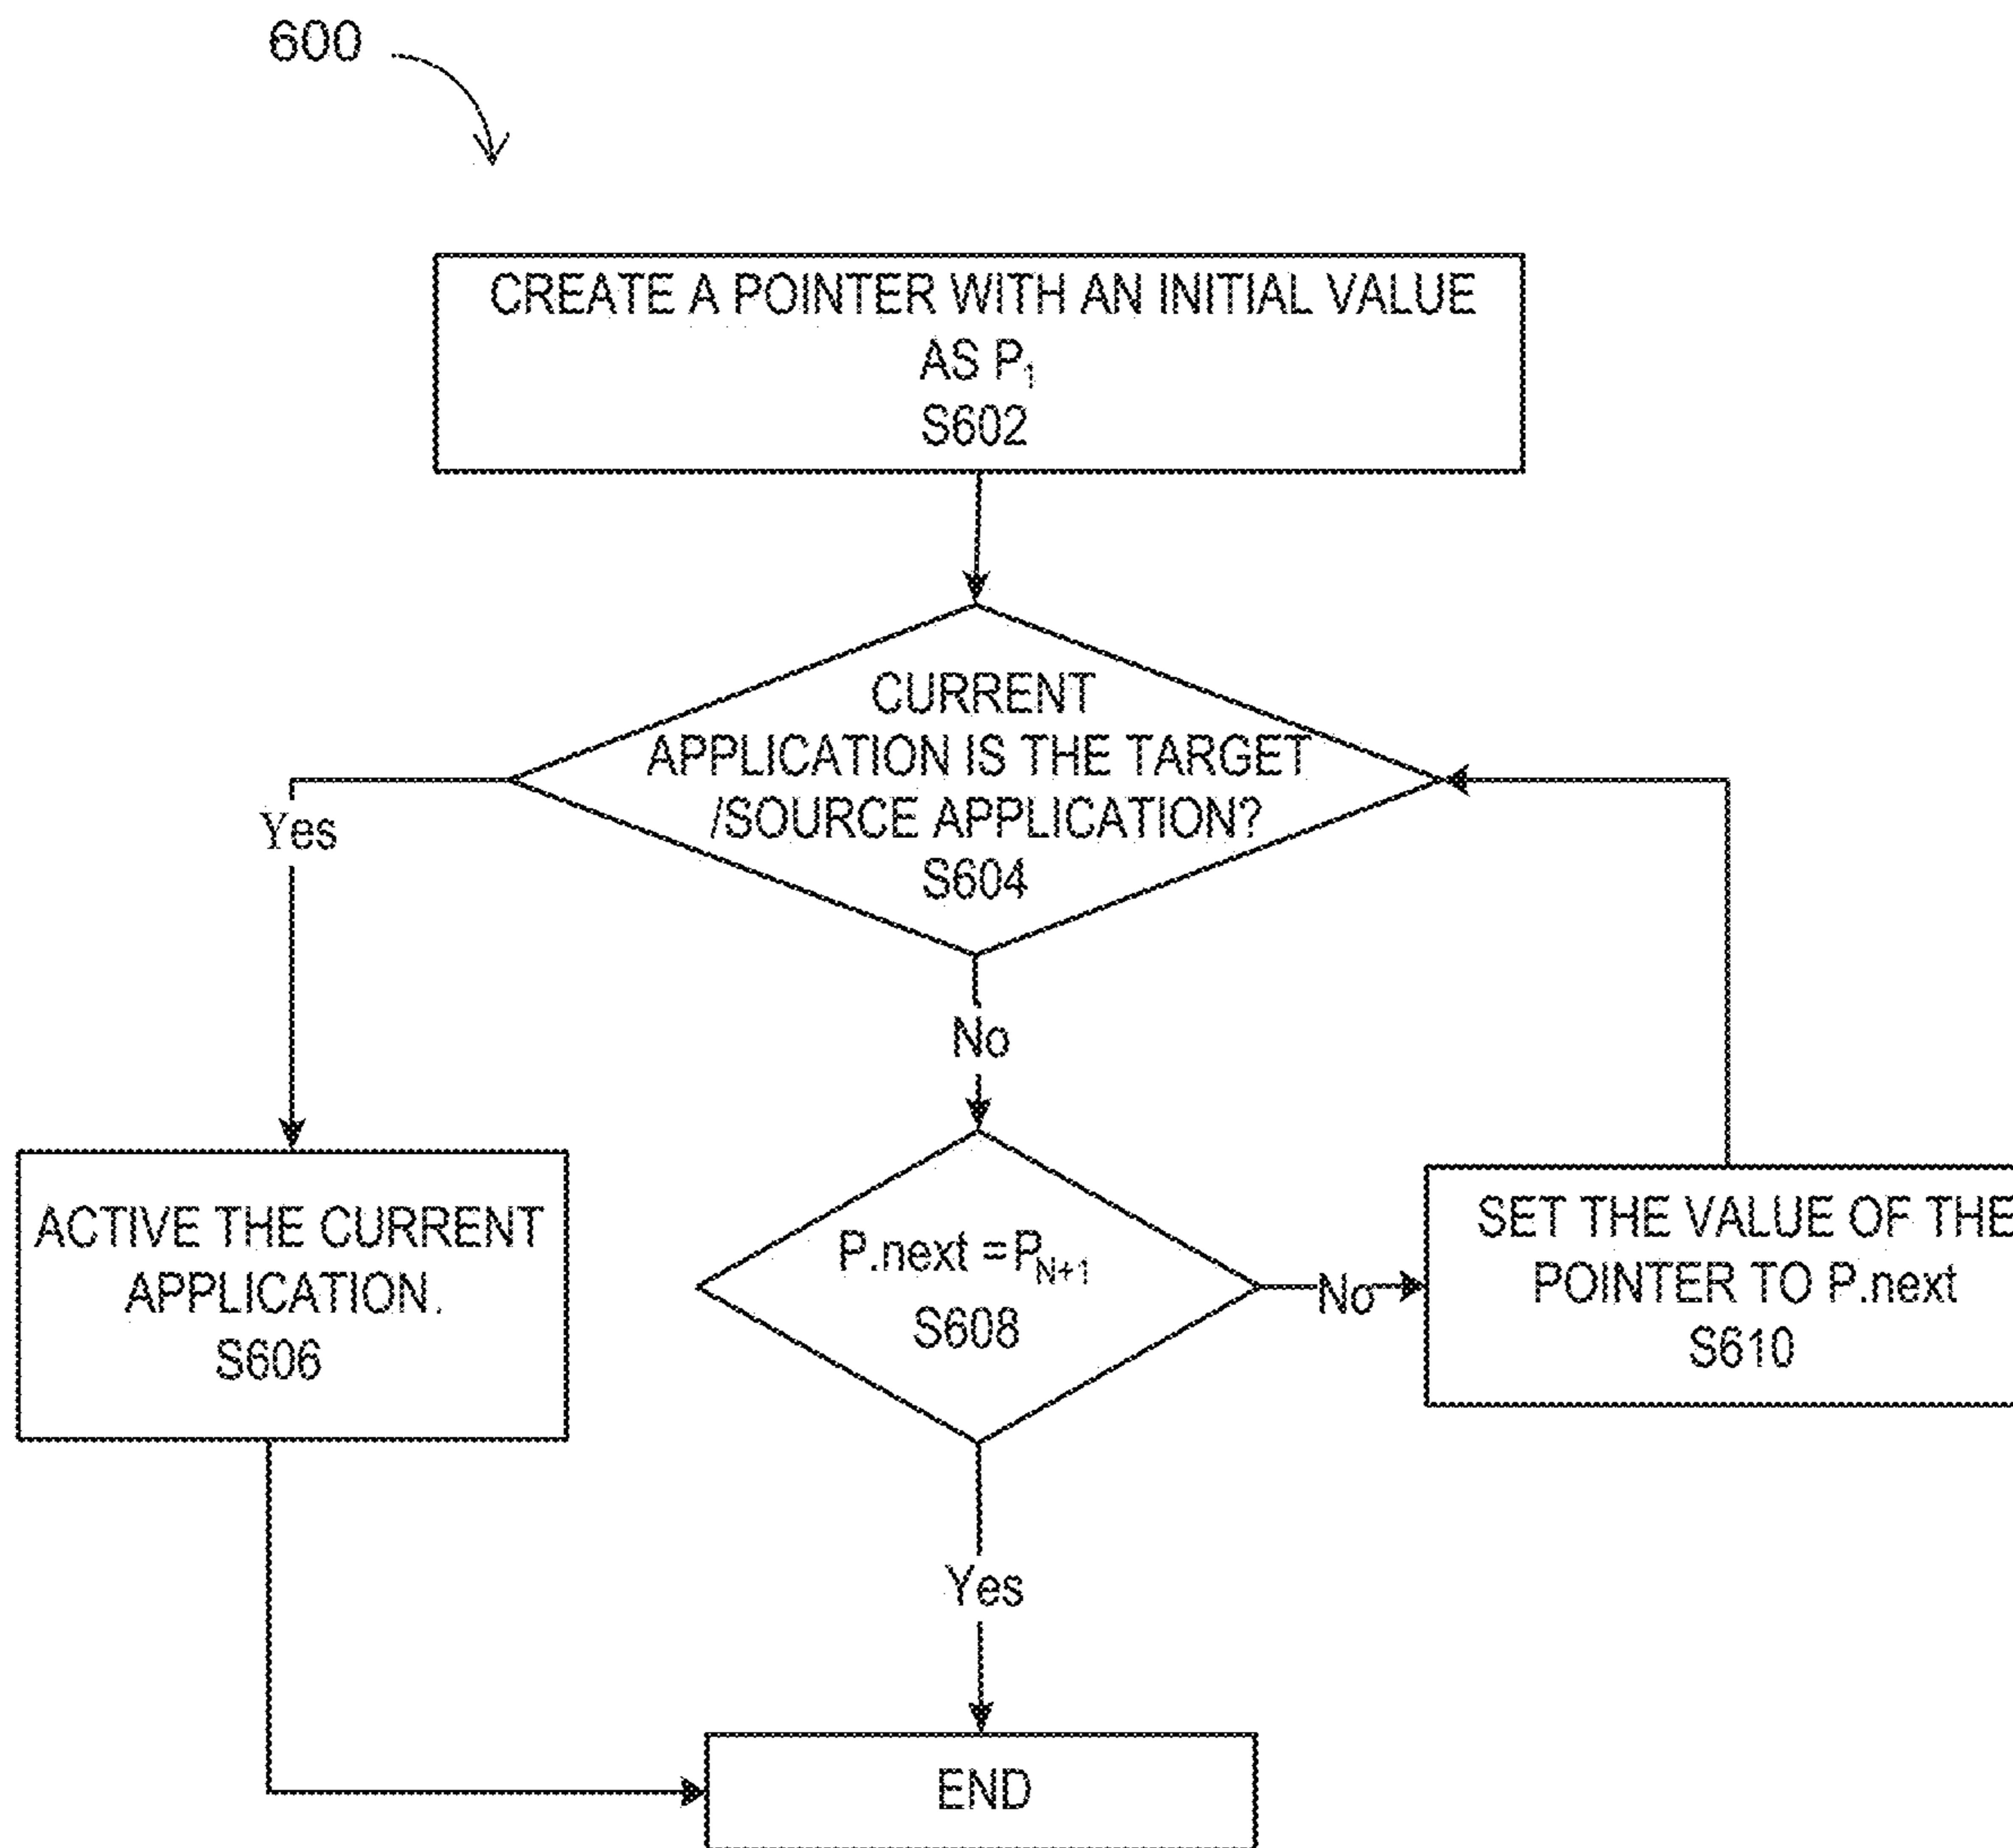 600
CREATE A POINTER WITH AN INITIAL VALUE
AS P₁
S602
CURRENT
APPLICATION IS THE TARGET
/SOURCE APPLICATION?
S604
Yes
No
ACTIVE THE CURRENT
APPLICATION.
S606
P.next =P_{N+1}
S608
No
SET THE VALUE OF THE
POINTER TO P.next
S610
Yes
END